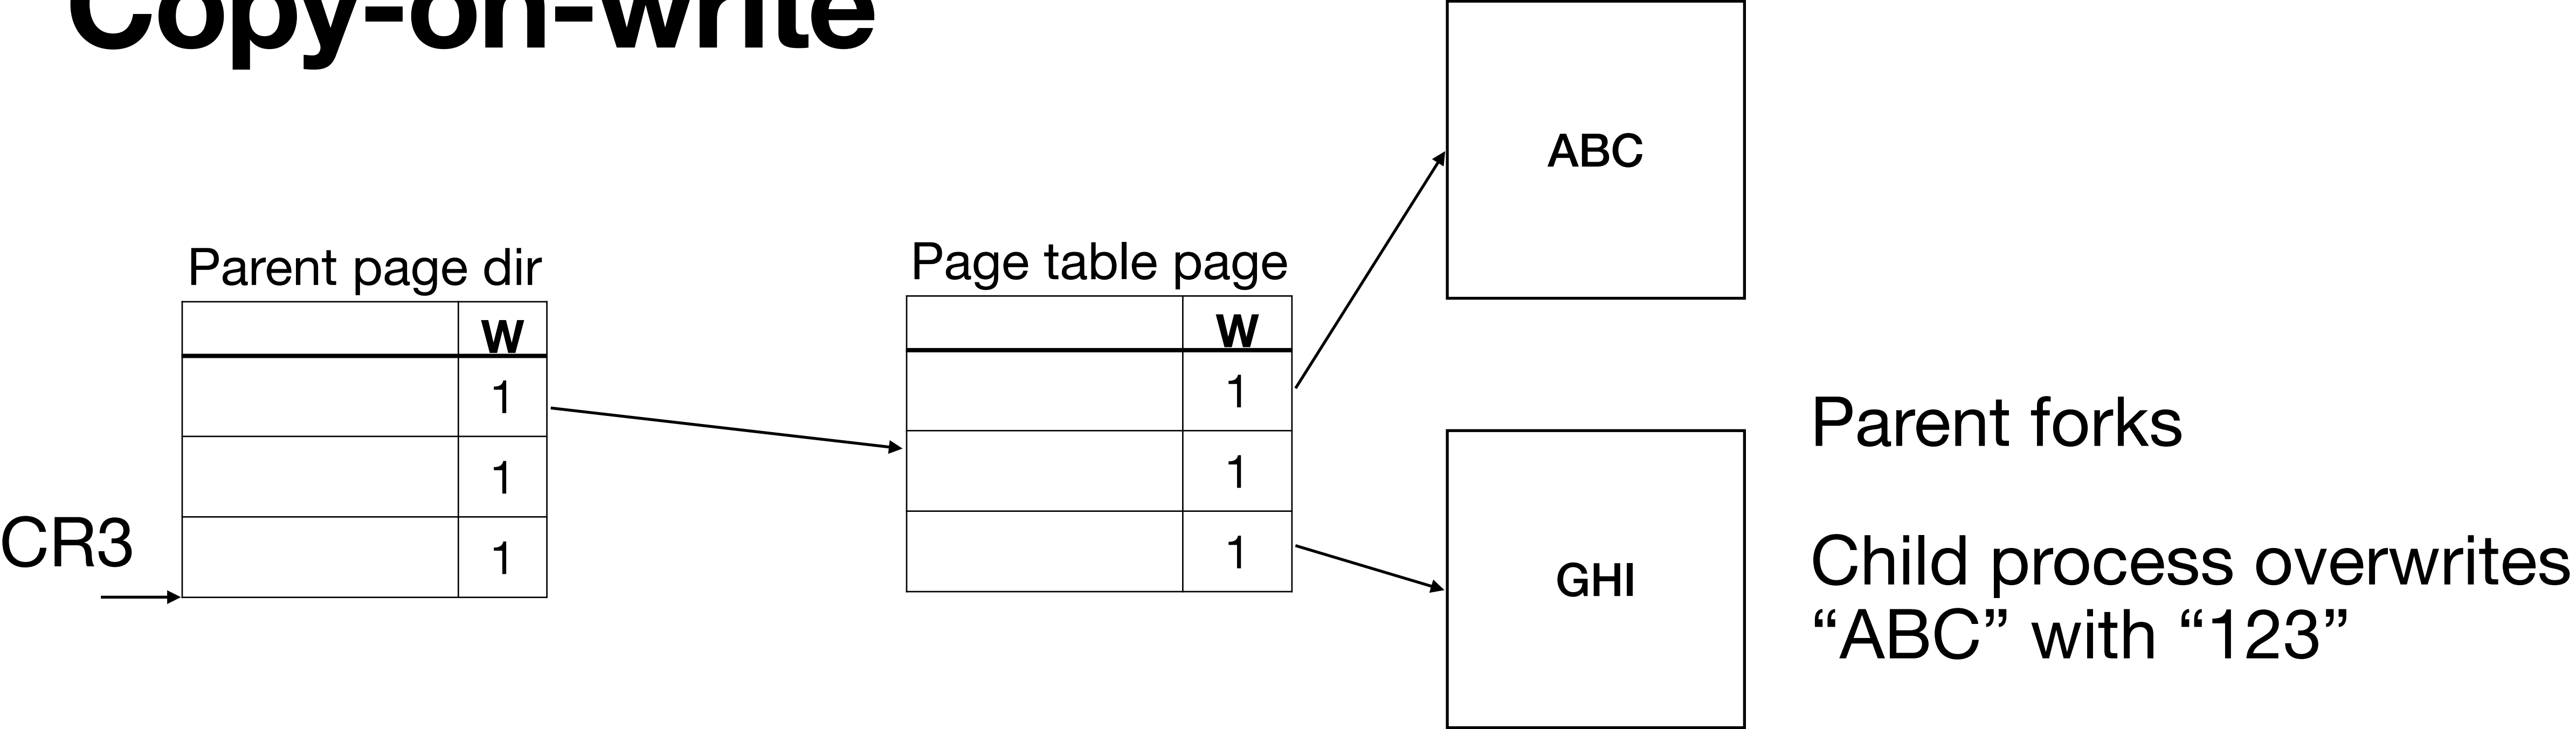 Copy-on-write
ABC
Parent page dir
Page table page
W
W
1
1
1
1
1
1
CR3
GHI
Parent forks
Child process overwrites
“ABC” with “123”